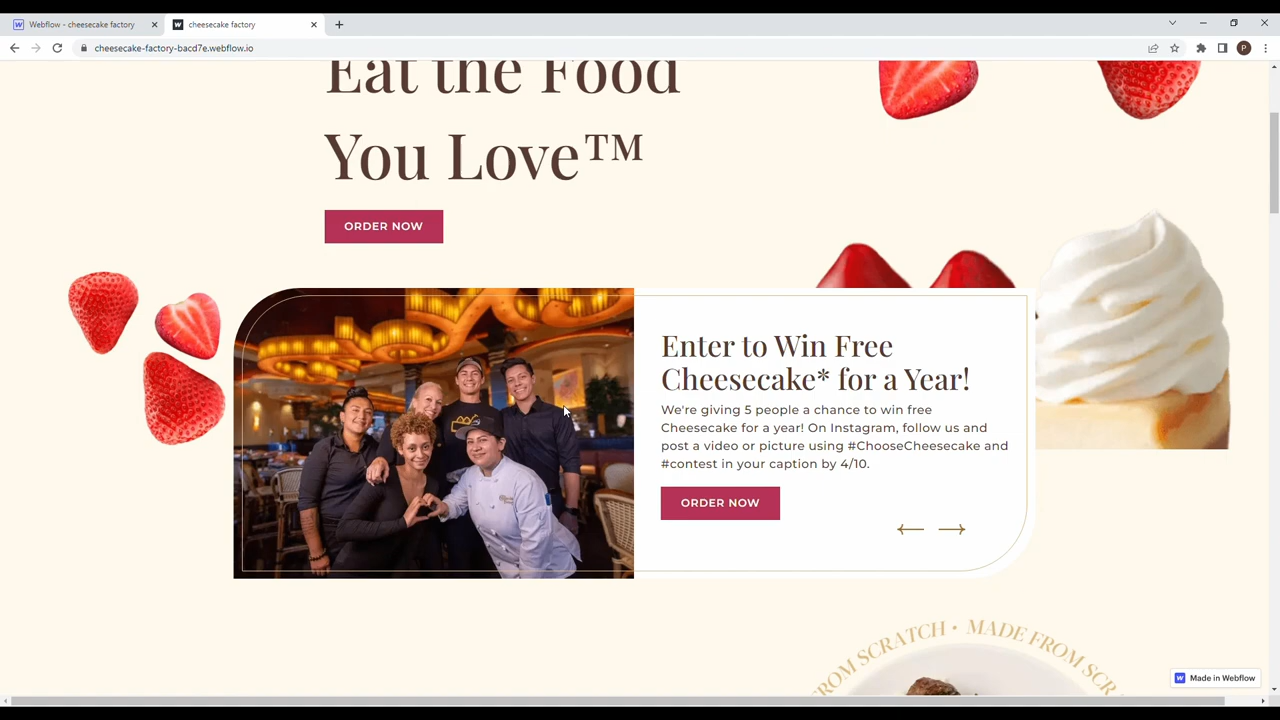 Webflow - cheesecake factory
cheesecake factory
cheesecake-factory-bacd7e.webflow.io
P
Eat the Food
You Love™
ORDER NOW
Enter to Win Free
Cheesecake* for a Year!
We're giving 5 people a chance to win free
Cheesecake for a year! On Instagram, follow us and
post a video or picture using #ChooseCheesecake and
#contest in your caption by 4/10.
ORDER NOW
FROM SCRATCH • MADE FROM
Made in Webflow